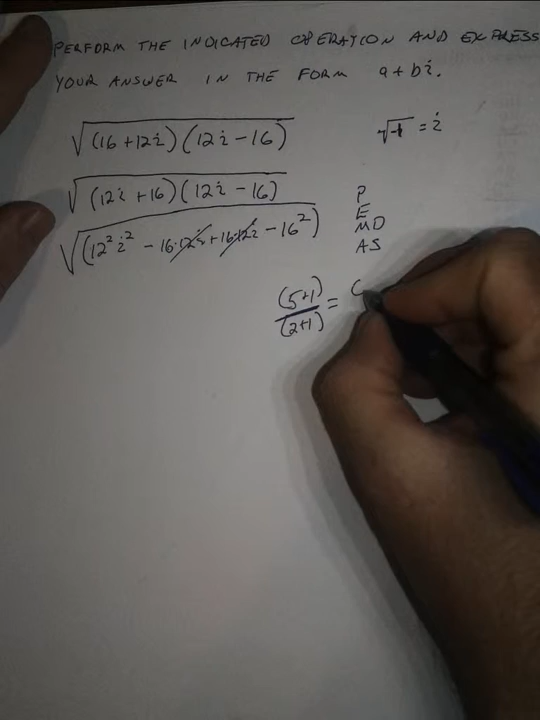 PERFORM THE INDICATED OPERATION AND EXPRESS
YOUR ANSWER IN THE FORM a + bi.
√(16+12i)(12i-16)
√-1 = i
√(12i+16)(12i-16)
√(12²i² - 16·12i + 16·12i - 16²)
P
E
MD
AS
(5+1)/(2+1) = (